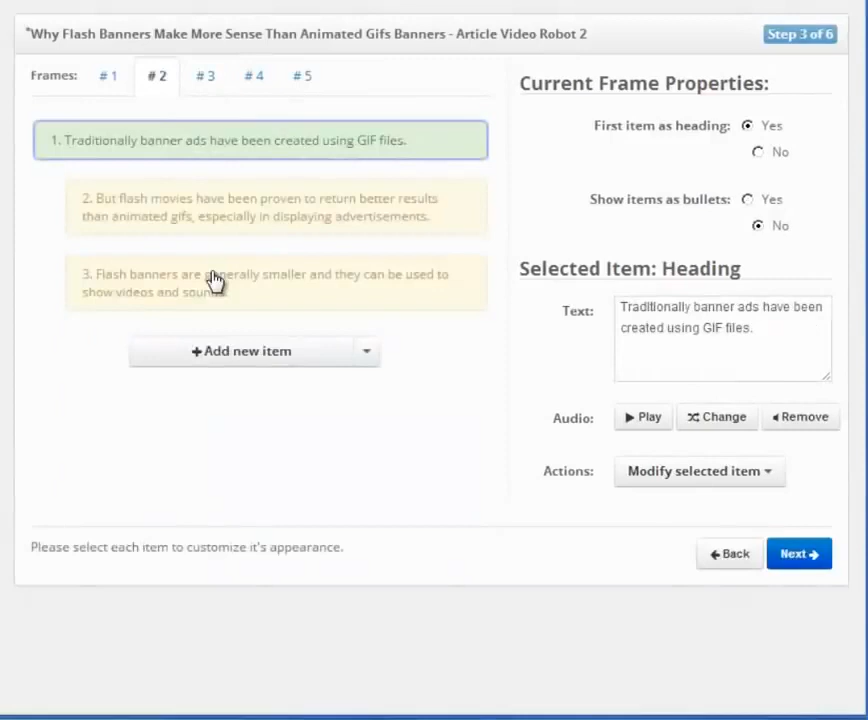 "Why Flash Banners Make More Sense Than Animated Gifs Banners - Article Video Robot 2
Step 3 of 6
Frames: # 1 # 2 # 3 # 4 # 5
1. Traditionally banner ads have been created using GIF files.
2. But flash movies have been proven to return better results
than animated gifs, especially in displaying advertisements.
3. Flash banners are generally smaller and they can be used to
show videos and sounds.
+Add new item
Current Frame Properties:
First item as heading: Yes
No
Show items as bullets: Yes
No
Selected Item: Heading
Text: Traditionally banner ads have been
created using GIF files.
Audio: Play Change Remove
Actions: Modify selected item
Please select each item to customize it's appearance.
Back Next